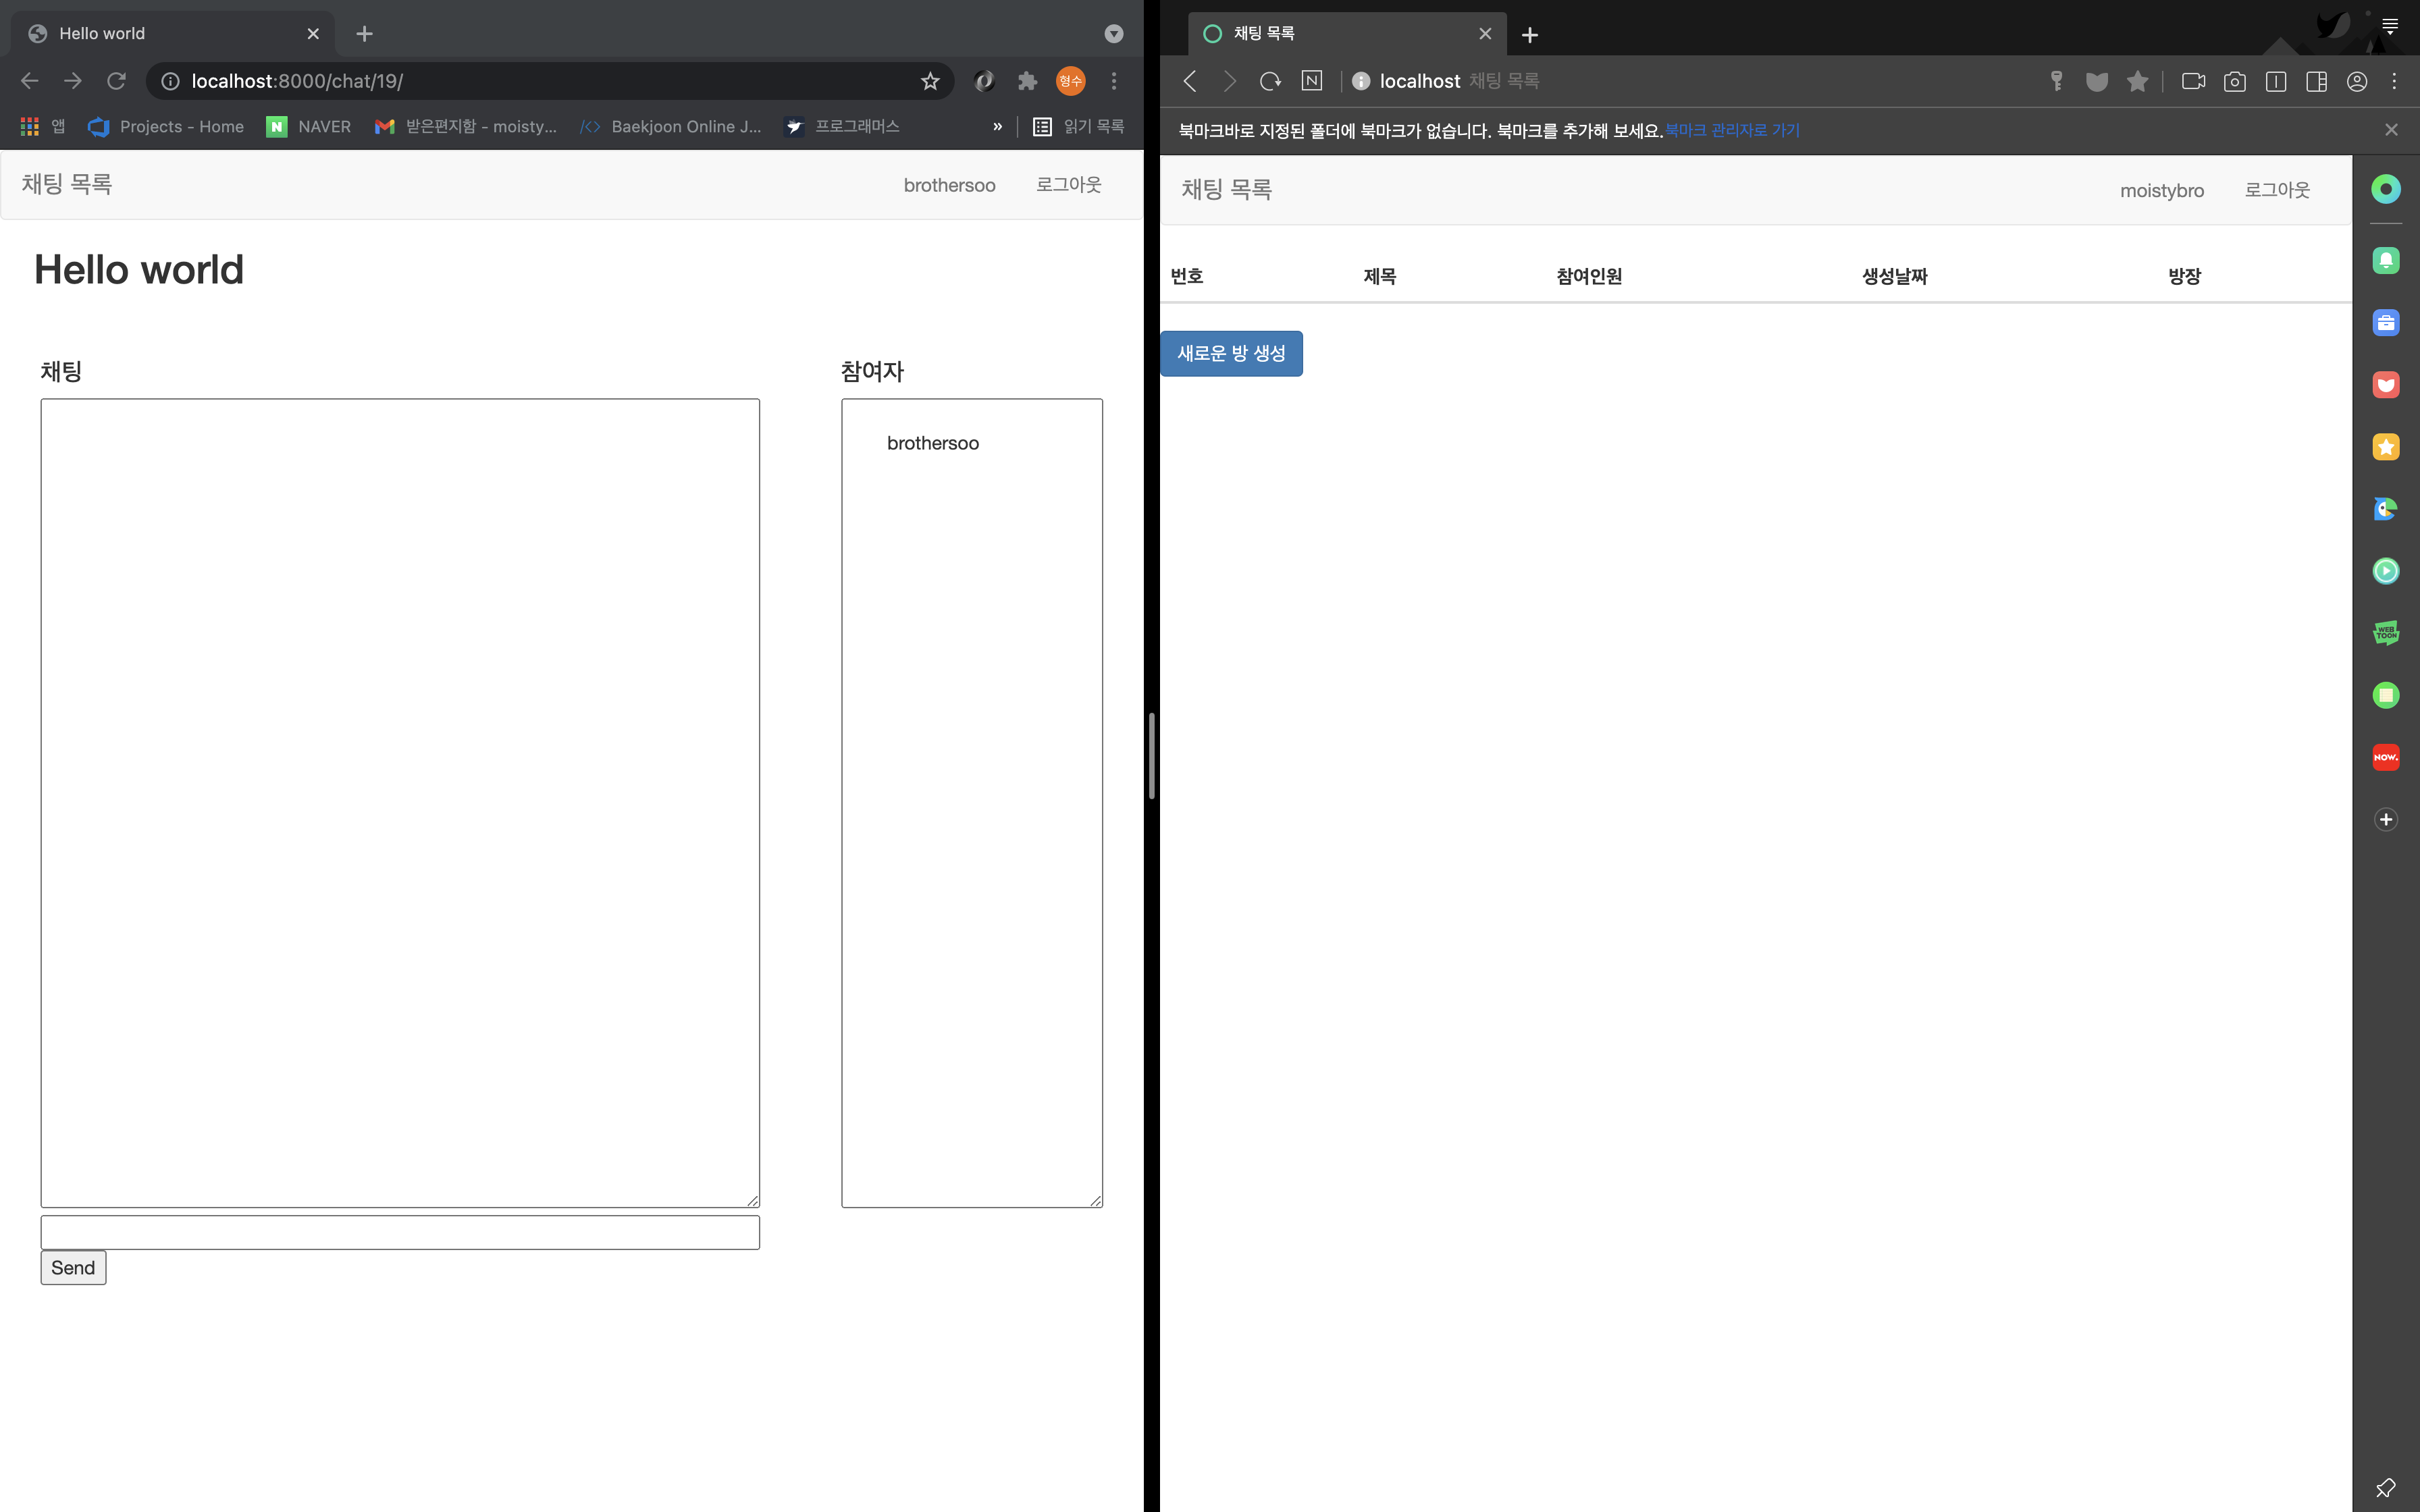 Hello world
localhost:8000/chat/19/
형수
앱
Projects - Home
N NAVER
받은편지함 - moisty...
Baekjoon Online J...
프로그래머스
»
읽기 목록
채팅 목록
brothersoo
로그아웃
Hello world
채팅
참여자
brothersoo
Send
채팅 목록
N
localhost 채팅 목록
북마크바로 지정된 폴더에 북마크가 없습니다. 북마크를 추가해 보세요.북마크 관리자로 가기
채팅 목록
moistybro
로그아웃
번호 제목 참여인원 생성날짜 방장
새로운 방 생성
WEB
TOON
NOW.